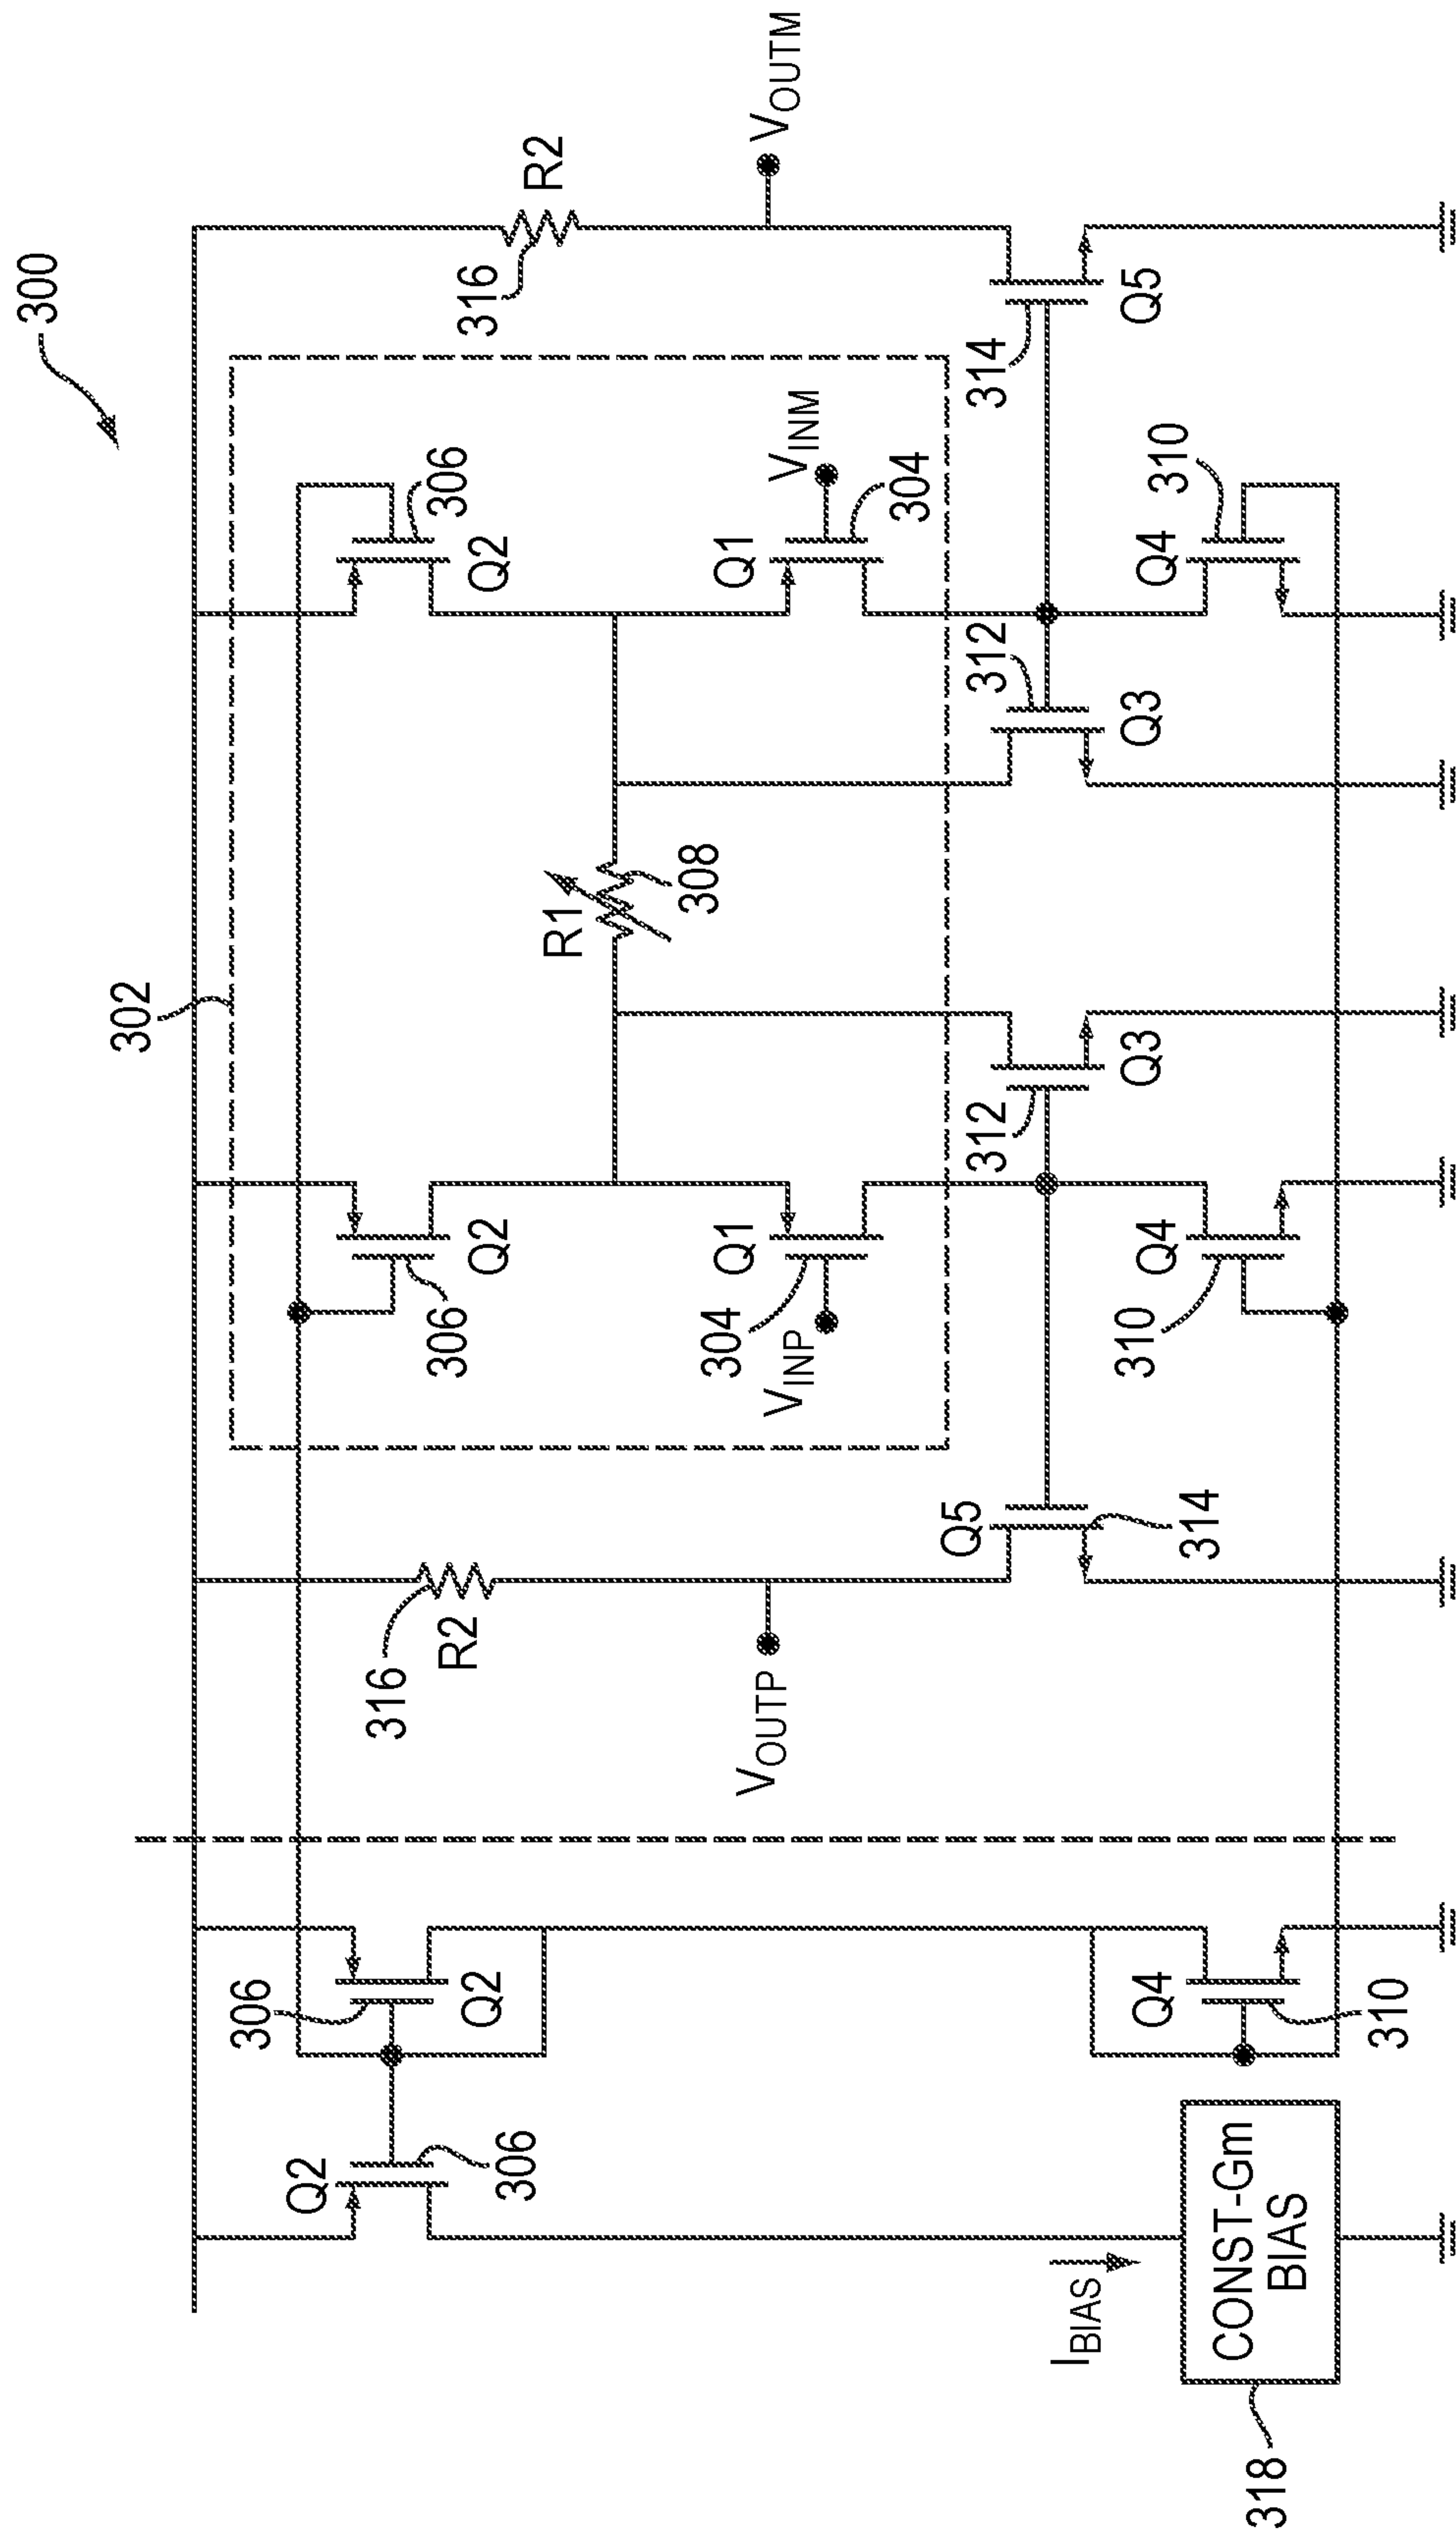 300
302
306
Q2
316
306
306
R2
316
R2
Q2
Q2
Q2
306
R1
308
Q1
Q1
V_OUTP
V_INP
V_INM
V_OUTM
304
304
Q5
312
312
314
I_BIAS
Q3
Q3
Q5
Q4
310
Q4
Q4
310
314
CONST-Gm
BIAS
310
318